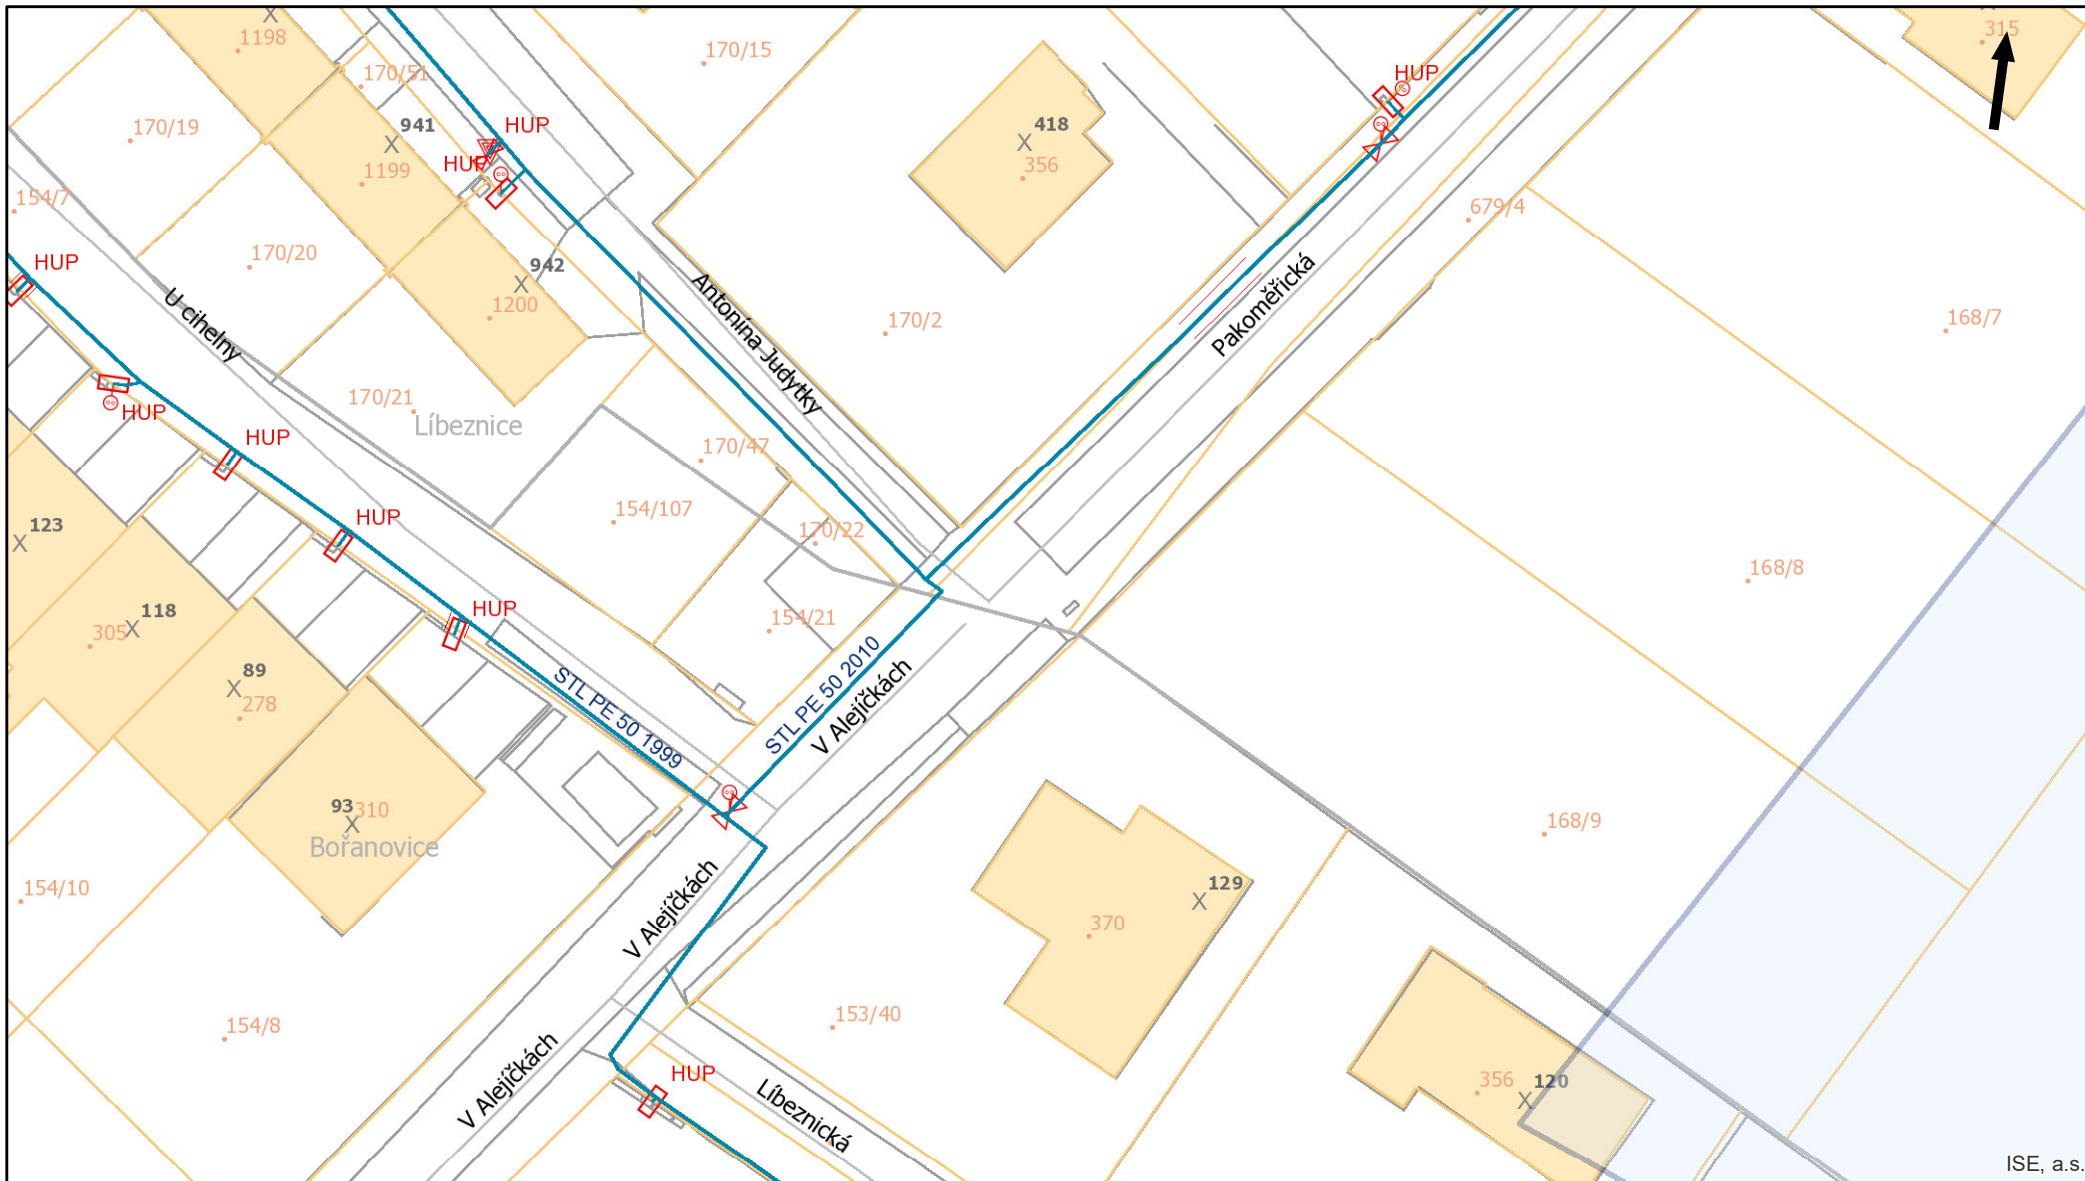 1198
170/15
315
HUP
170/51
170/19
941
HUP
HUP
418
1199
356
154/7
679/4
170/20
HUP
942
1200
U cihelny
Antonína Judytky
Pakoměřická
170/2
168/7
170/21
Líbeznice
HUP
HUP
170/47
123
HUP
154/107
170/22
168/8
HUP
118
305
154/21
89
278
STL PE 50 1999
STL PE 50 2010
V Alejíčkách
93
310
Bořanovice
168/9
154/10
V Alejíčkách
129
370
153/40
154/8
V Alejíčkách
HUP
Líbeznická
356
120
ISE, a.s.